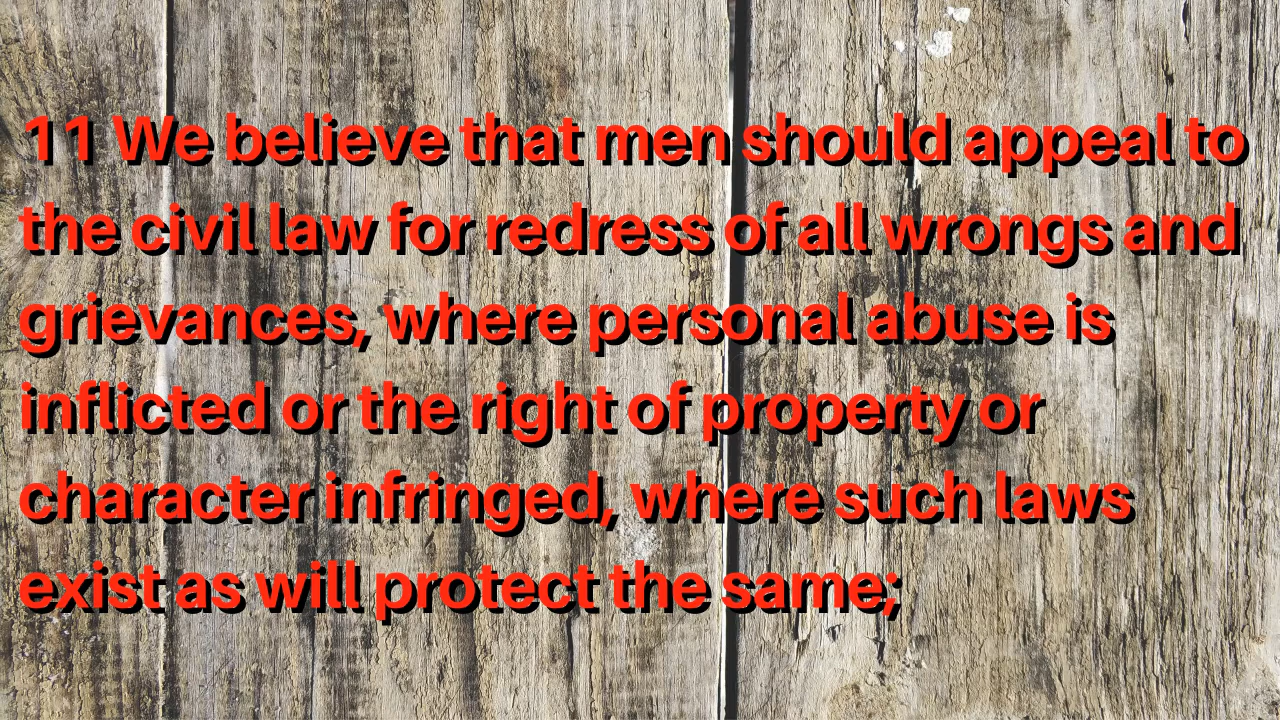 11 We believe that men should appeal to
the civil law for redress of all wrongs and
grievances, where personal abuse is
inflicted or the right of property or
character infringed, where such laws
exist as will protect the same;